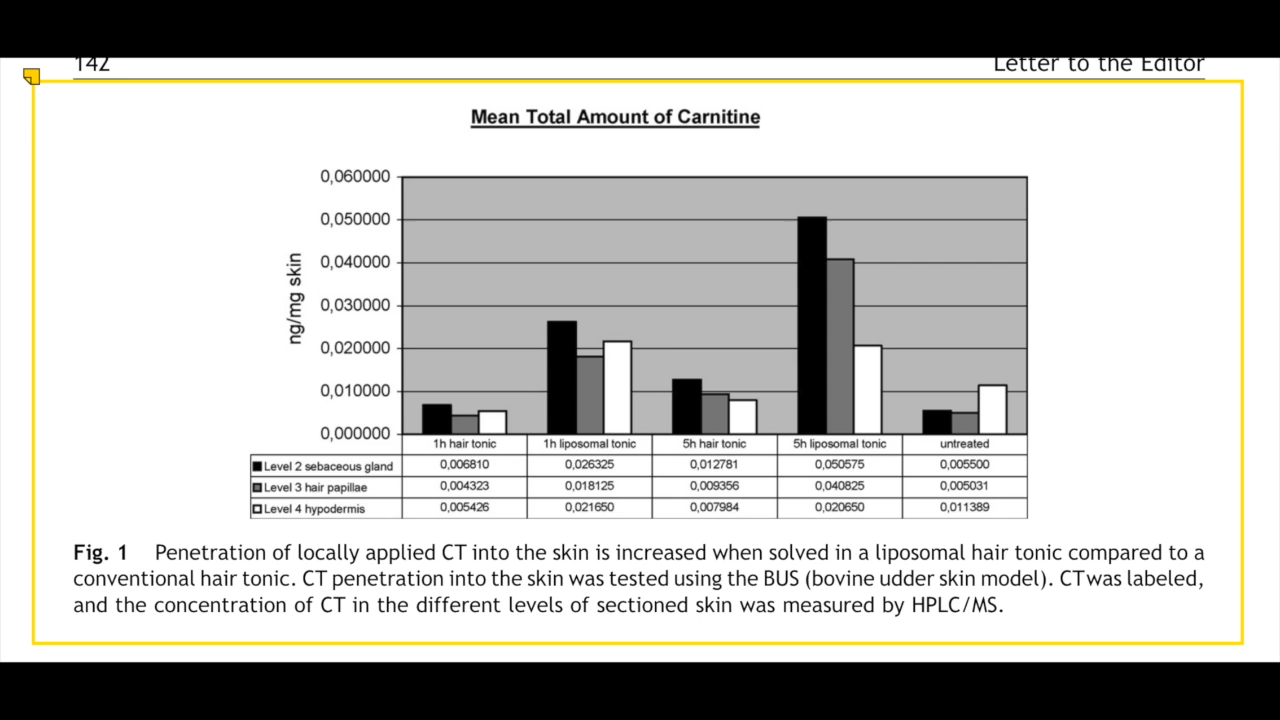 142 Letter to the Editor
Mean Total Amount of Carnitine
0,060000
0,050000
0,040000
0,030000
0,020000
0,010000
0,000000
ng/mg skin
1h hair tonic 1h liposomal tonic 5h hair tonic 5h liposomal tonic untreated
Level 2 sebaceous gland 0,006810 0,026325 0,012781 0,050575 0,005500
Level 3 hair papillae 0,004323 0,018125 0,009356 0,040825 0,005031
Level 4 hypodermis 0,005426 0,021650 0,007984 0,020650 0,011389
Fig. 1 Penetration of locally applied CT into the skin is increased when solved in a liposomal hair tonic compared to a
conventional hair tonic. CT penetration into the skin was tested using the BUS (bovine udder skin model). CT was labeled,
and the concentration of CT in the different levels of sectioned skin was measured by HPLC/MS.